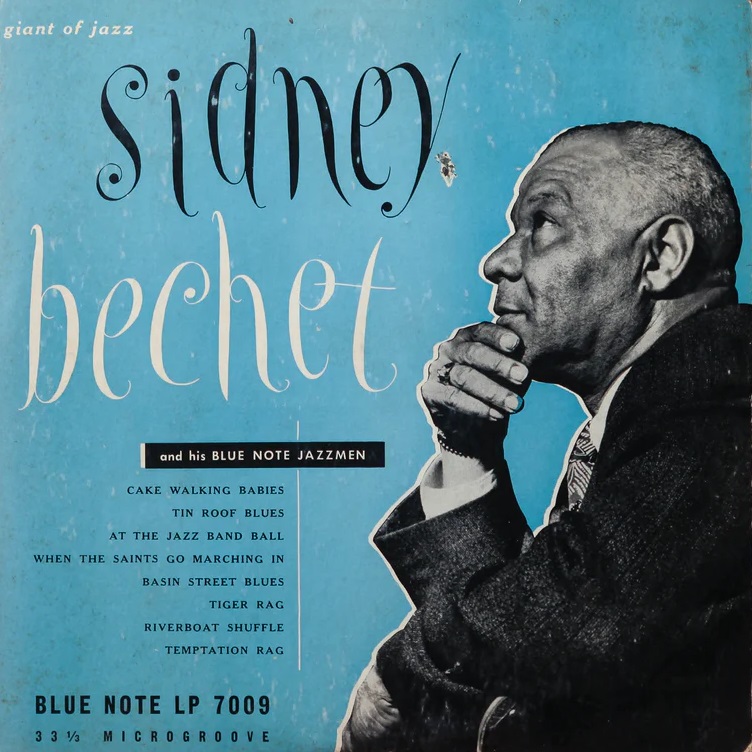 giant of jazz
sidney
bechet
and his BLUE NOTE JAZZMEN
CAKE WALKING BABIES
TIN ROOF BLUES
AT THE JAZZ BAND BALL
WHEN THE SAINTS GO MARCHING IN
BASIN STREET BLUES
TIGER RAG
RIVERBOAT SHUFFLE
TEMPTATION RAG
BLUE NOTE LP 7009
33 ⅓ MICROGROOVE